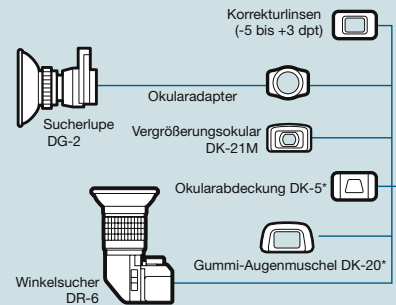 Korrekturlinsen
(-5 bis +3 dpt)
Okularadapter
Sucherlupe
DG-2
Vergrößerungsokular
DK-21M
Okularabdeckung DK-5*
Gummi-Augenmuschel DK-20*
Winkelsucher
DR-6